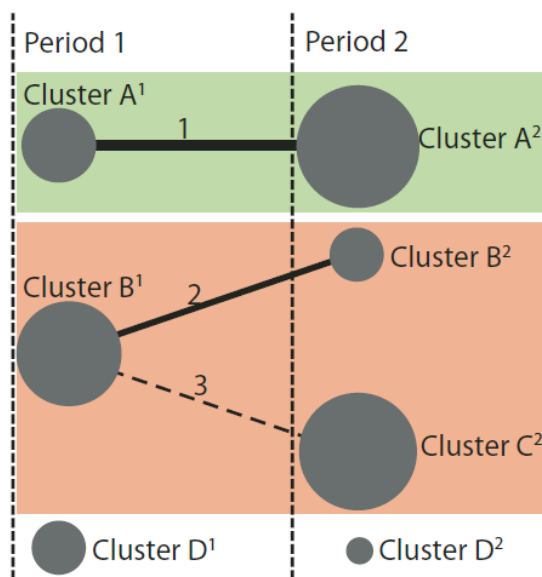 Period 1
Period 2
Cluster A¹
1
Cluster A²
Cluster B¹
2
Cluster B²
3
Cluster C²
Cluster D¹
Cluster D²